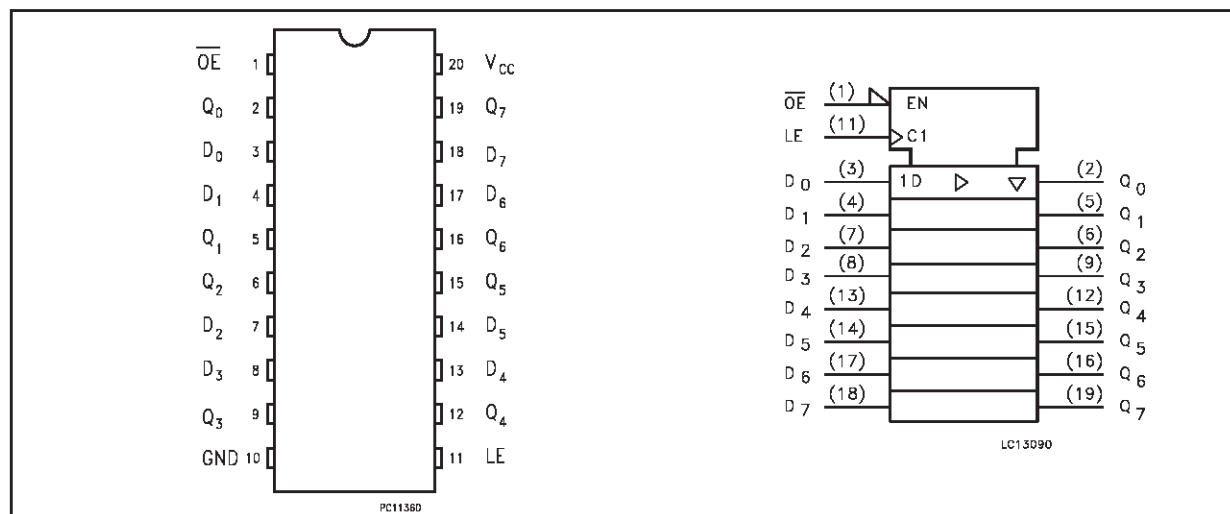 OE 1 20 VCC
Q0 2 19 Q7
D0 3 18 D7
D1 4 17 D6
Q1 5 16 Q6
Q2 6 15 Q5
D2 7 14 D5
D3 8 13 D4
Q3 9 12 Q4
GND 10 11 LE
PC11360
OE (1) EN
LE (11) C1
D0 (3) 1D (2) Q0
D1 (4) (5) Q1
D2 (7) (6) Q2
D3 (8) (9) Q3
D4 (13) (12) Q4
D5 (14) (15) Q5
D6 (17) (16) Q6
D7 (18) (19) Q7
LC13090